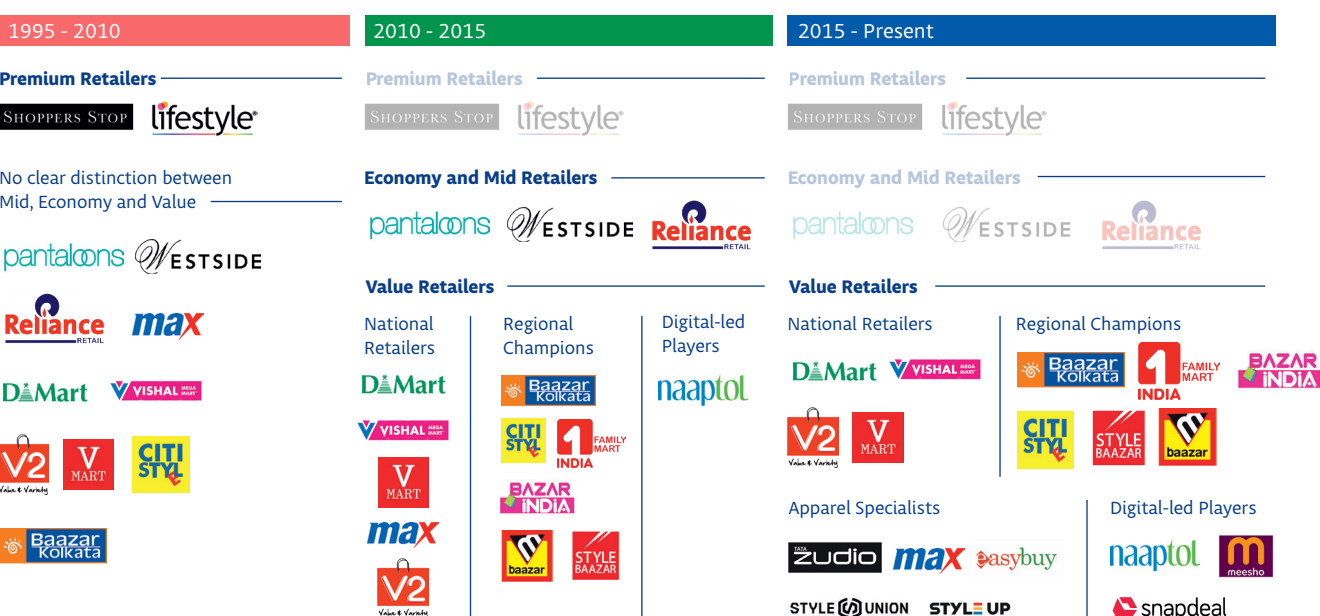 1995 - 2010
Premium Retailers
SHOPPERS STOP
lifestyle
No clear distinction between
Mid, Economy and Value
pantaloons
WESTSIDE
Reliance
RETAIL
max
DMart
V VISHAL MEGA MART
V2
Value & Variety
V
MART
CITI
STYLE
Baazar
Kolkata
2010 - 2015
Premium Retailers
SHOPPERS STOP
lifestyle
Economy and Mid Retailers
pantaloons
WESTSIDE
Reliance
RETAIL
Value Retailers
National
Retailers
DMart
V VISHAL MEGA MART
V
MART
max
V2
Value & Variety
Regional
Champions
Baazar
Kolkata
CITI
STYLE
1
FAMILY
MART
INDIA
BAZAR
INDIA
M
baazar
STYLE
BAAZAR
Digital-led
Players
naaptol
2015 - Present
Premium Retailers
SHOPPERS STOP
lifestyle
Economy and Mid Retailers
pantaloons
WESTSIDE
Reliance
RETAIL
Value Retailers
National Retailers
DMart
V VISHAL MEGA MART
V2
Value & Variety
V
MART
Regional Champions
Baazar
Kolkata
1
FAMILY
MART
INDIA
BAZAR
INDIA
CITI
STYLE
STYLE
BAAZAR
M
baazar
Apparel Specialists
TATA
zudio
max
easybuy
STYLE UNION
STYLE UP
Digital-led Players
naaptol
m
meesho
snapdeal